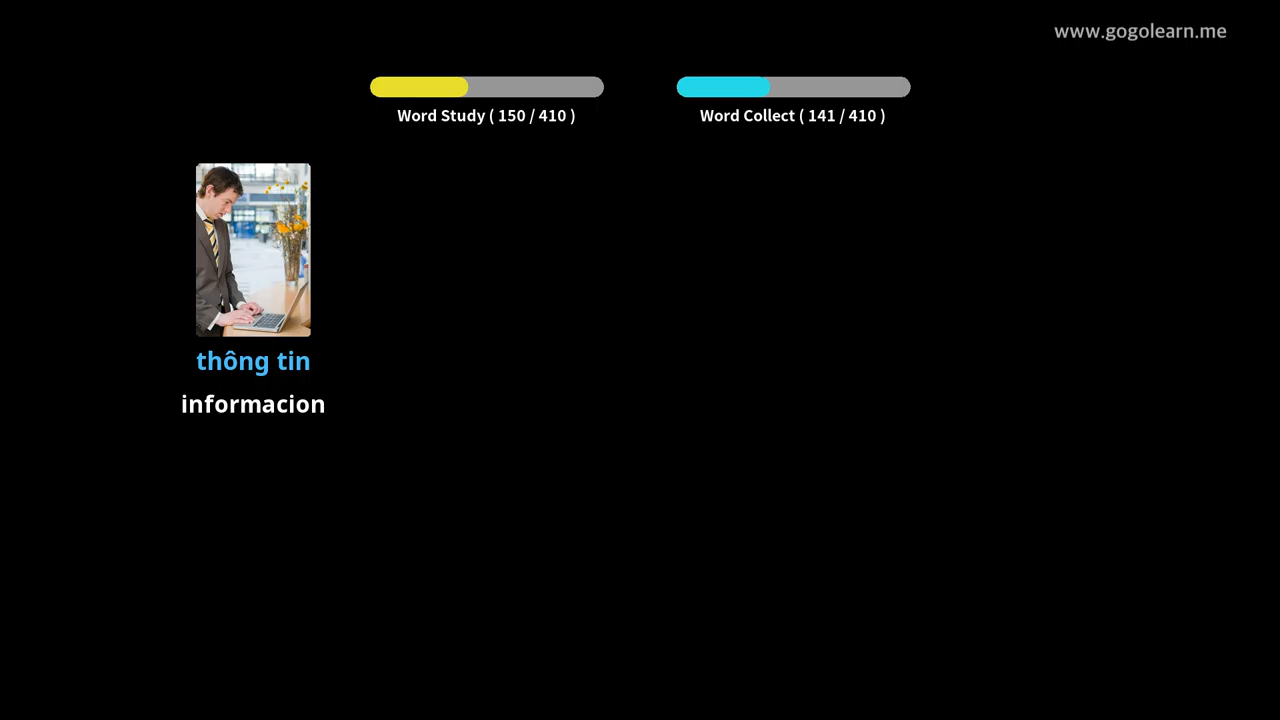 www.gogolearn.me
Word Study ( 150 / 410 )
Word Collect ( 141 / 410 )
thông tin
informacion